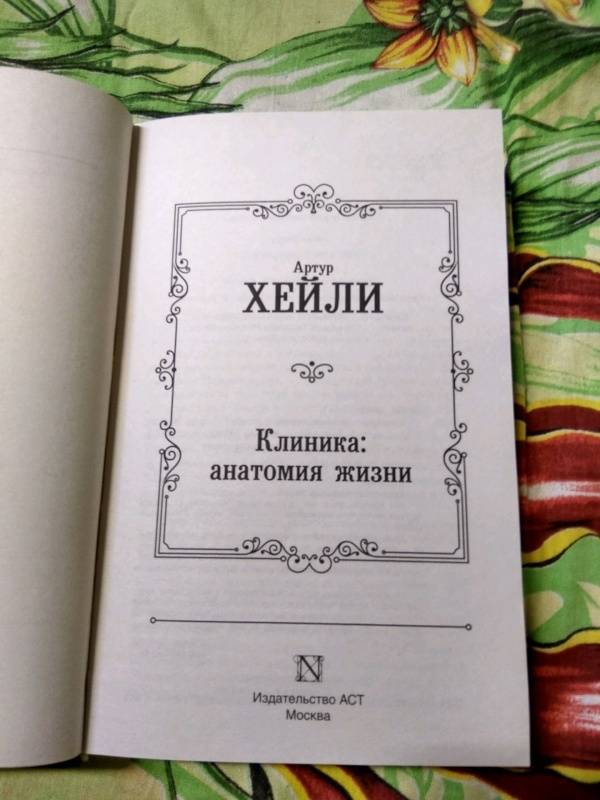 Артур
ХЕЙЛИ
Клиника:
анатомия жизни
N
Издательство АСТ
Москва